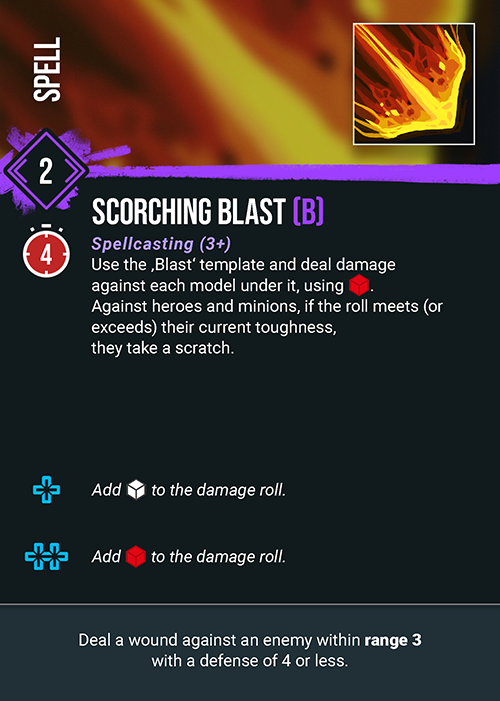 SPELL
2
SCORCHING BLAST (B)
4
Spellcasting (3+)
Use the ‚Blast‘ template and deal damage
against each model under it, using .
Against heroes and minions, if the roll meets (or
exceeds) their current toughness,
they take a scratch.
Add to the damage roll.
Add to the damage roll.
Deal a wound against an enemy within range 3
with a defense of 4 or less.